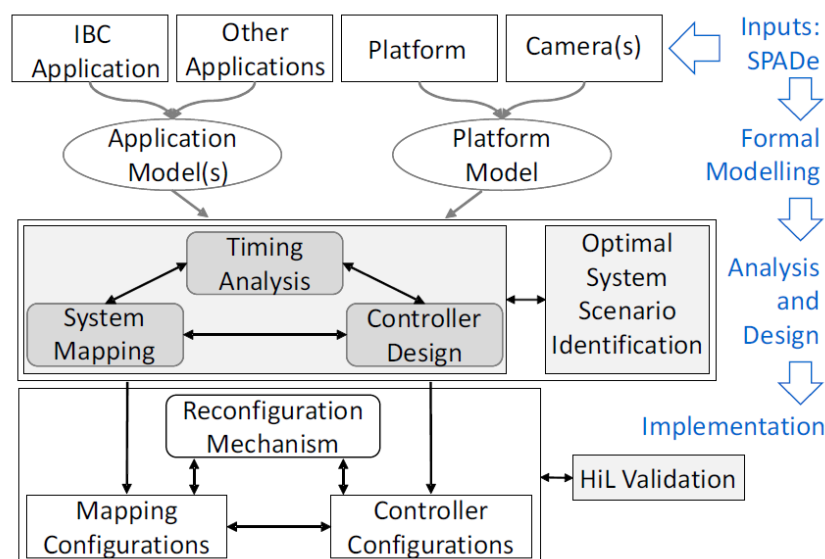 IBC
Application
Other
Applications
Platform
Camera(s)
Inputs:
SPADe
Application
Model(s)
Platform
Model
Formal
Modelling
Timing
Analysis
System
Mapping
Controller
Design
Optimal
System
Scenario
Identification
Analysis
and
Design
Reconfiguration
Mechanism
Implementation
Mapping
Configurations
Controller
Configurations
HiL Validation